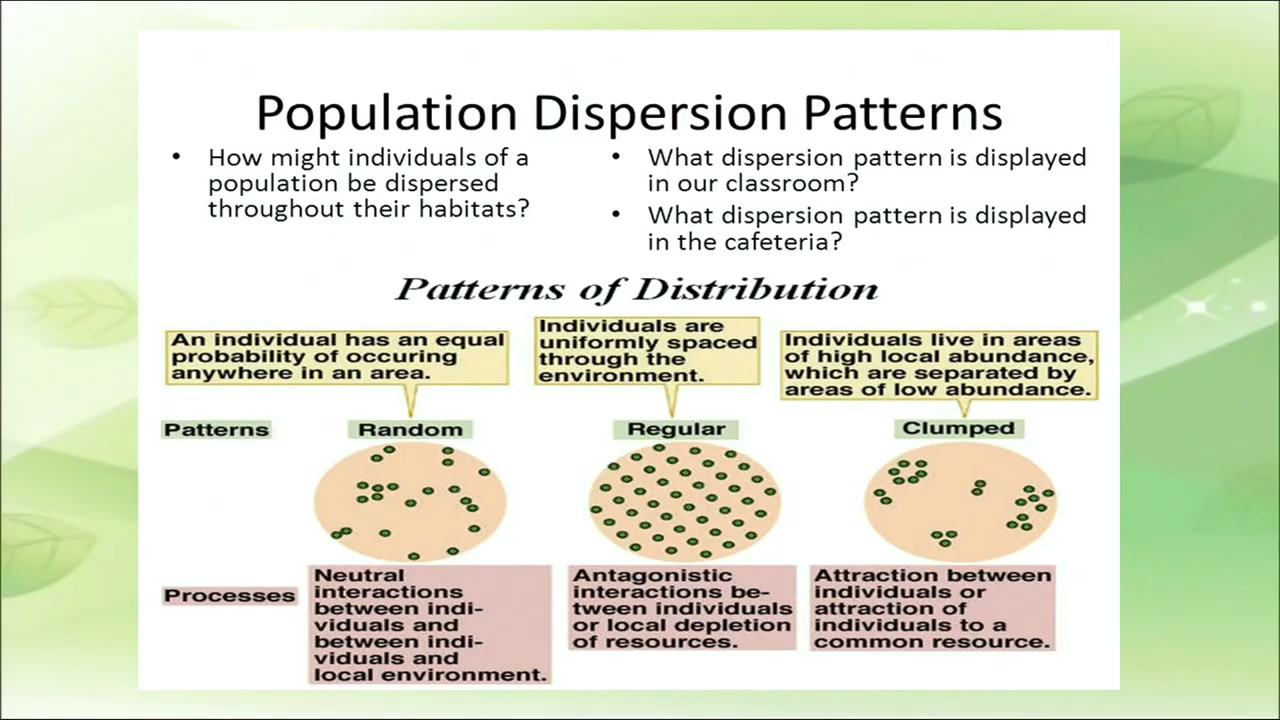 Population Dispersion Patterns
• How might individuals of a
population be dispersed
throughout their habitats?
• What dispersion pattern is displayed
in our classroom?
• What dispersion pattern is displayed
in the cafeteria?
Patterns of Distribution
An individual has an equal
probability of occuring
anywhere in an area.
Individuals are
uniformly spaced
through the
environment.
Individuals live in areas
of high local abundance,
which are separated by
areas of low abundance.
Patterns
Random
Regular
Clumped
Processes
Neutral
interactions
between indi-
viduals and
between indi-
viduals and
local environment.
Antagonistic
interactions be-
tween individuals
or local depletion
of resources.
Attraction between
individuals or
attraction of
individuals to a
common resource.